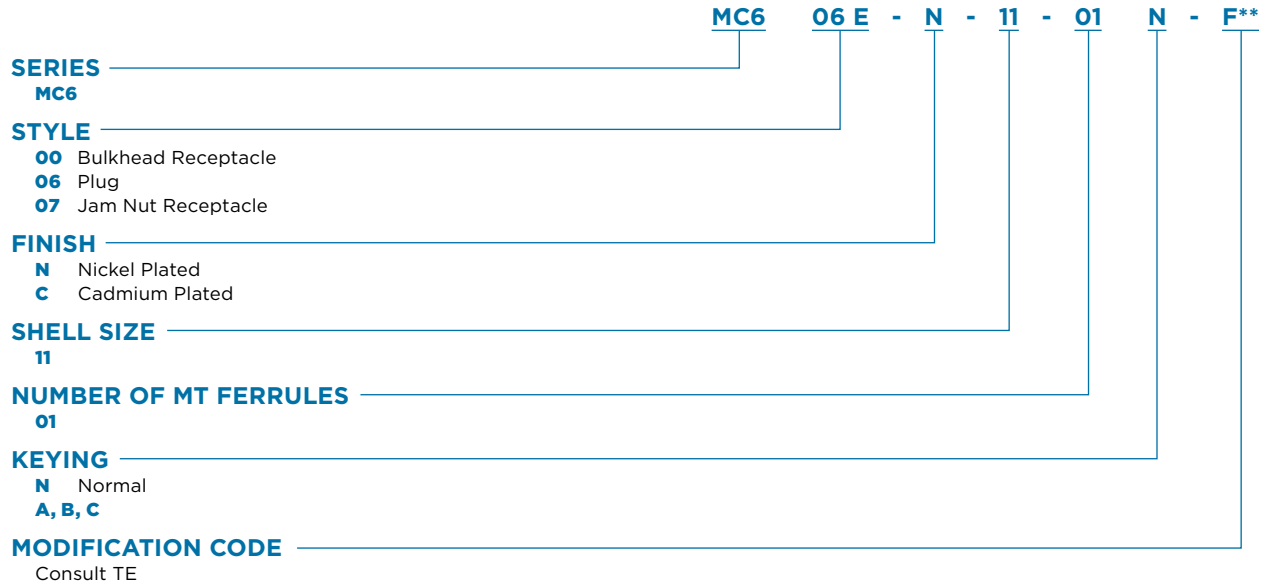 MC6 06 E - N - 11 - 01 N - F**
SERIES
MC6
STYLE
00 Bulkhead Receptacle
06 Plug
07 Jam Nut Receptacle
FINISH
N Nickel Plated
C Cadmium Plated
SHELL SIZE
11
NUMBER OF MT FERRULES
01
KEYING
N Normal
A, B, C
MODIFICATION CODE
Consult TE